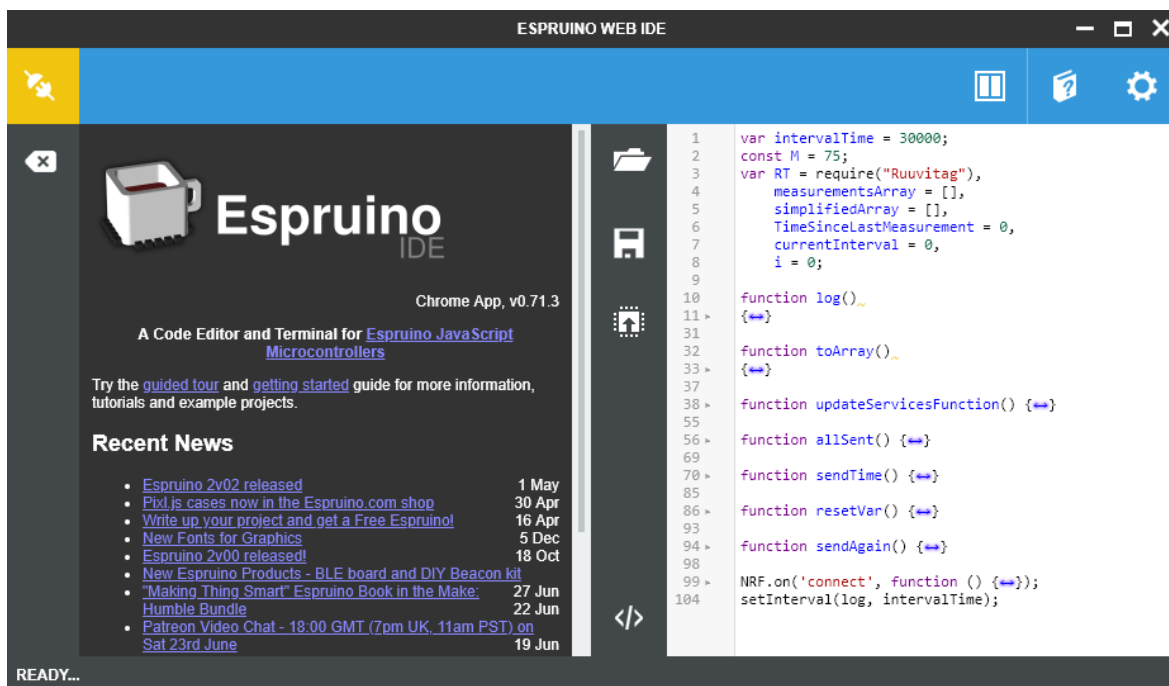 ESPRUINO WEB IDE
Espruino
IDE
Chrome App, v0.71.3
A Code Editor and Terminal for Espruino JavaScript
Microcontrollers
Try the guided tour and getting started guide for more information,
tutorials and example projects.
Recent News
Espruino 2v02 released 1 May
Pixl.js cases now in the Espruino.com shop 30 Apr
Write up your project and get a Free Espruino! 16 Apr
New Fonts for Graphics 5 Dec
Espruino 2v00 released! 18 Oct
New Espruino Products - BLE board and DIY Beacon kit
27 Jun
"Making Thing Smart" Espruino Book in the Make:
Humble Bundle 22 Jun
Patreon Video Chat - 18:00 GMT (7pm UK, 11am PST) on
Sat 23rd June 19 Jun
1 var intervalTime = 30000;
2 const M = 75;
3 var RT = require("Ruuvitag"),
4 measurementsArray = [],
5 simplifiedArray = [],
6 TimeSinceLastMeasurement = 0,
7 currentInterval = 0,
8 i = 0;
9
10 function log()
11 {↔}
31
32 function toArray()
33 {↔}
37
38 function updateServicesFunction() {↔}
55
56 function allSent() {↔}
69
70 function sendTime() {↔}
85
86 function resetVar() {↔}
93
94 function sendAgain() {↔}
98
99 NRF.on('connect', function () {↔});
104 setInterval(log, intervalTime);
READY...